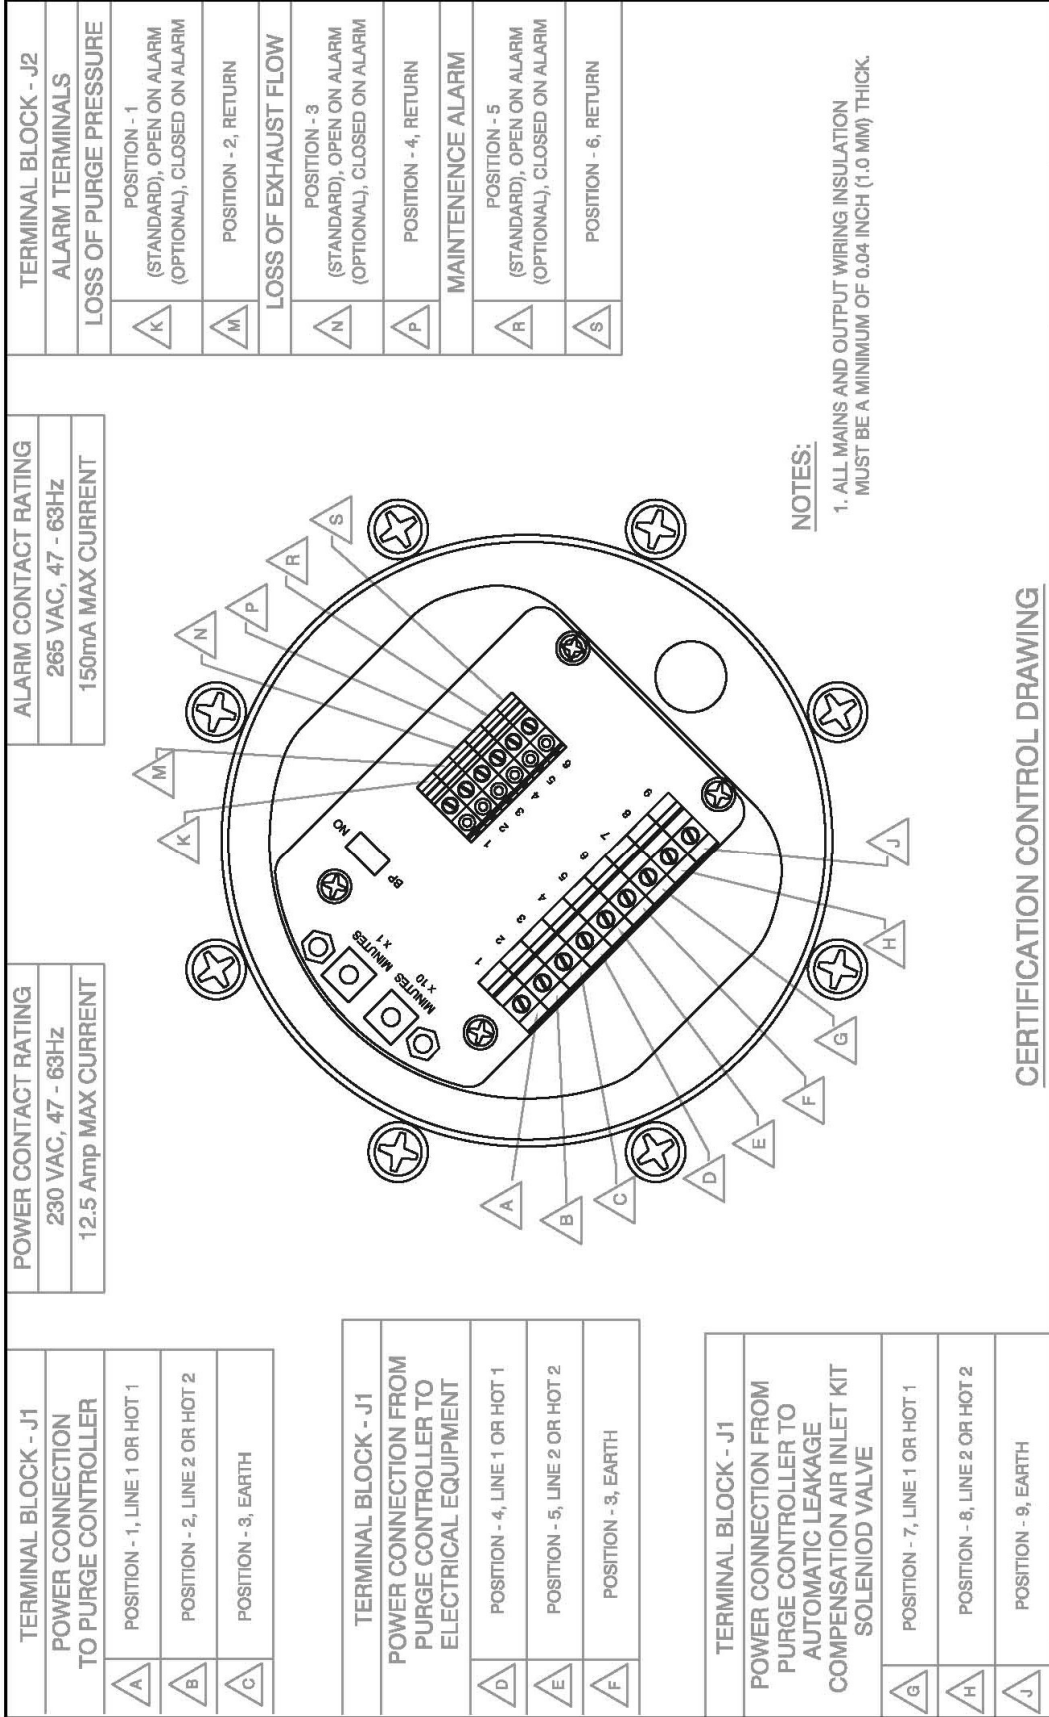 TERMINAL BLOCK - J1
POWER CONNECTION
TO PURGE CONTROLLER
A
POSITION - 1, LINE 1 OR HOT 1
B
POSITION - 2, LINE 2 OR HOT 2
C
POSITION - 3, EARTH
TERMINAL BLOCK - J1
POWER CONNECTION FROM
PURGE CONTROLLER TO
ELECTRICAL EQUIPMENT
D
POSITION - 4, LINE 1 OR HOT 1
E
POSITION - 5, LINE 2 OR HOT 2
F
POSITION - 3, EARTH
TERMINAL BLOCK - J1
POWER CONNECTION FROM
PURGE CONTROLLER TO
AUTOMATIC LEAKAGE
COMPENSATION AIR INLET KIT
SOLENIOD VALVE
G
POSITION - 7, LINE 1 OR HOT 1
H
POSITION - 8, LINE 2 OR HOT 2
J
POSITION - 9, EARTH
POWER CONTACT RATING
230 VAC, 47 - 63Hz
12.5 Amp MAX CURRENT
ALARM CONTACT RATING
265 VAC, 47 - 63Hz
150mA MAX CURRENT
K
M
N
P
R
S
NO
BP
MINUTES
X 1
MINUTES
X 10
1
2
3
4
5
6
1
2
3
4
5
6
7
8
9
A
B
C
D
E
F
G
H
J
TERMINAL BLOCK - J2
ALARM TERMINALS
LOSS OF PURGE PRESSURE
K
POSITION - 1
(STANDARD), OPEN ON ALARM
(OPTIONAL), CLOSED ON ALARM
M
POSITION - 2, RETURN
LOSS OF EXHAUST FLOW
N
POSITION - 3
(STANDARD), OPEN ON ALARM
(OPTIONAL), CLOSED ON ALARM
P
POSITION - 4, RETURN
MAINTENENCE ALARM
R
POSITION - 5
(STANDARD), OPEN ON ALARM
(OPTIONAL), CLOSED ON ALARM
S
POSITION - 6, RETURN
NOTES:
1. ALL MAINS AND OUTPUT WIRING INSULATION
MUST BE A MINIMUM OF 0.04 INCH (1.0 MM) THICK.
CERTIFICATION CONTROL DRAWING